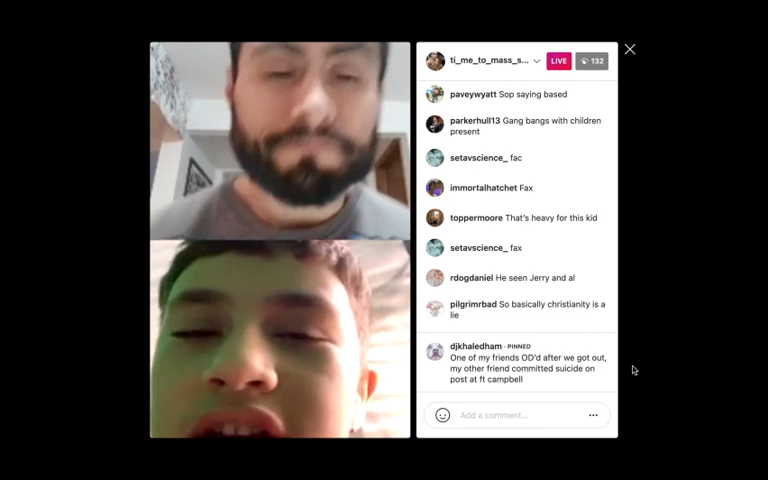 ti_me_to_mass_s... LIVE 132
paveywyatt Sop saying based
parkerhull13 Gang bangs with children
present
setavscience_ fac
immortalhatchet Fax
toppermoore That's heavy for this kid
setavscience_ fax
rdogdaniel He seen Jerry and al
pilgrimrbad So basically christianity is a
lie
djkhaledham · PINNED
One of my friends OD'd after we got out,
my other friend committed suicide on
post at ft campbell
Add a comment...